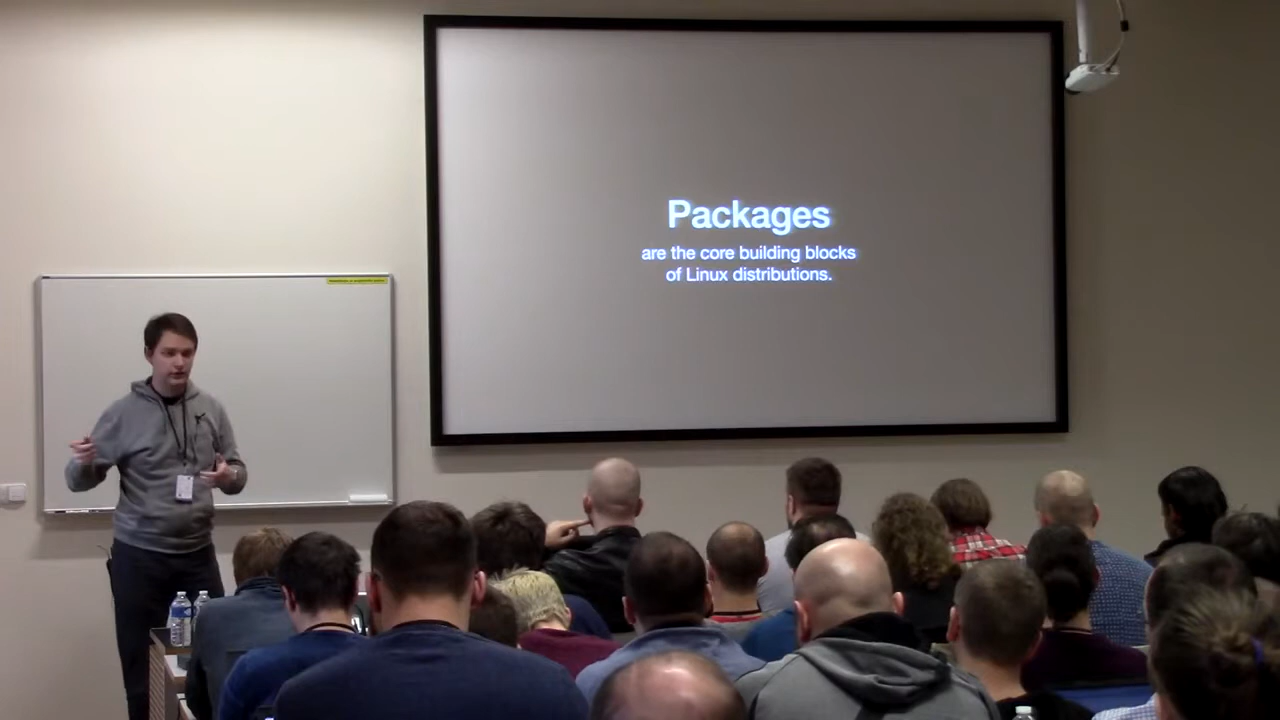 Packages
are the core building blocks
of Linux distributions.